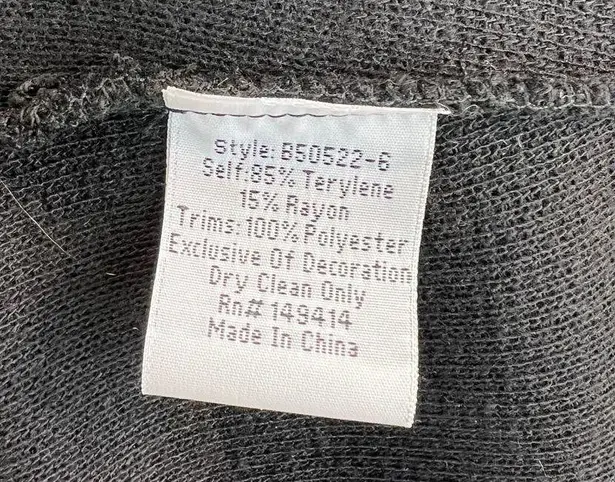 Style: B50522-6
Self:85% Terylene
15% Rayon
Trims:100% Polyester
Exclusive Of Decoration
Dry Clean Only
Rn# 149414
Made In China